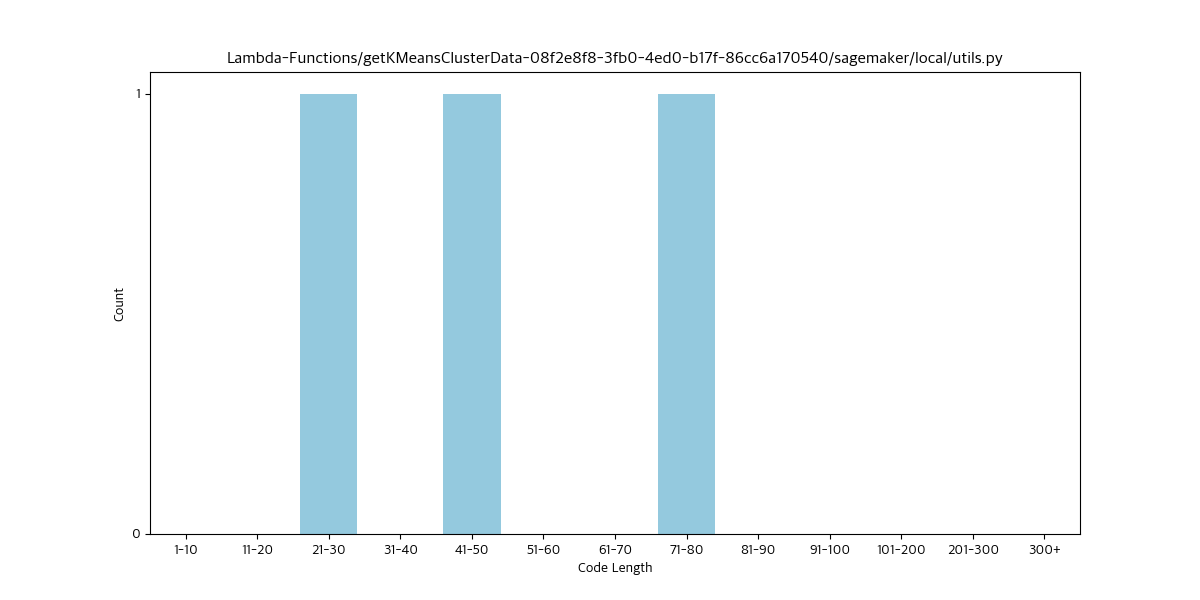 Lambda-Functions/getKMeansClusterData-08f2e8f8-3fb0-4ed0-b17f-86cc6a170540/sagemaker/local/utils.py
1
Count
0
1-10 11-20 21-30 31-40 41-50 51-60 61-70 71-80 81-90 91-100 101-200 201-300 300+
Code Length